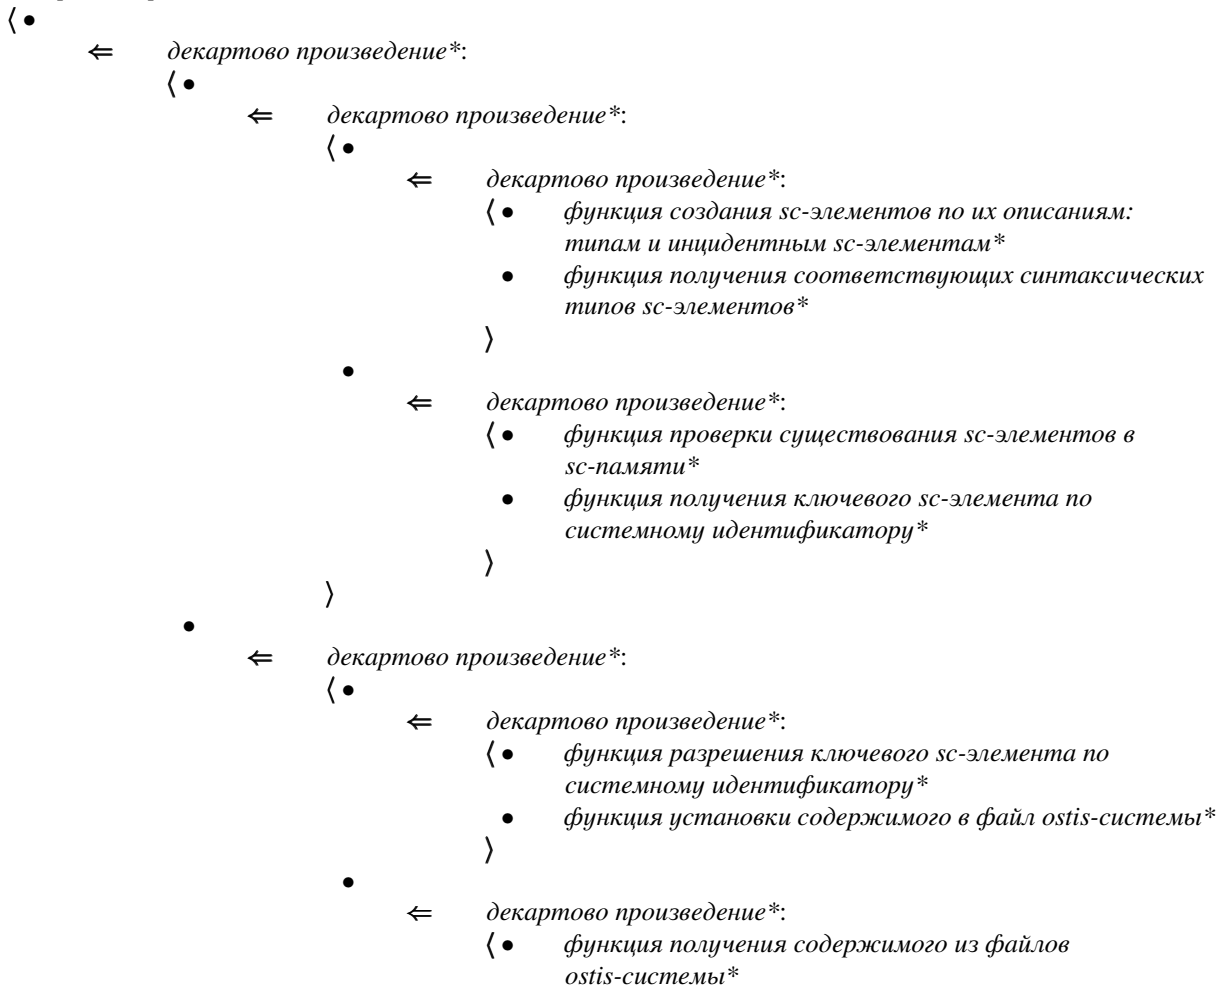 ⟨ •
⇐ декартово произведение*:
⟨ •
⇐ декартово произведение*:
⟨ •
⇐ декартово произведение*:
⟨ • функция создания sc-элементов по их описаниям:
типам и инцидентным sc-элементам*
• функция получения соответствующих синтаксических
типов sc-элементов*
⟩
•
⇐ декартово произведение*:
⟨ • функция проверки существования sc-элементов в
sc-памяти*
• функция получения ключевого sc-элемента по
системному идентификатору*
⟩
⟩
•
⇐ декартово произведение*:
⟨ •
⇐ декартово произведение*:
⟨ • функция разрешения ключевого sc-элемента по
системному идентификатору*
• функция установки содержимого в файл ostis-системы*
⟩
•
⇐ декартово произведение*:
⟨ • функция получения содержимого из файлов
ostis-системы*